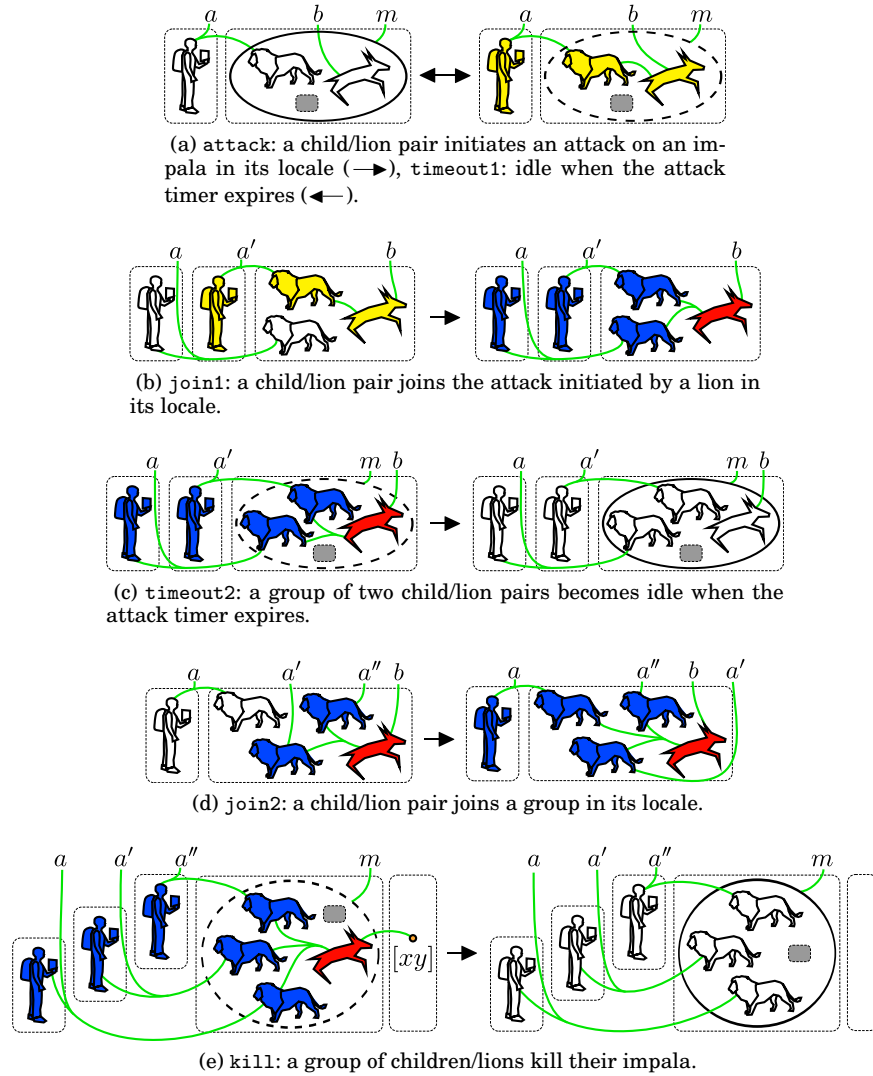 a b m a b m
(a) attack: a child/lion pair initiates an attack on an im-
pala in its locale (—▸), timeout1: idle when the attack
timer expires (◂—).
a a′ b a a′ b
(b) join1: a child/lion pair joins the attack initiated by a lion in
its locale.
a a′ m b a a′ m b
(c) timeout2: a group of two child/lion pairs becomes idle when the
attack timer expires.
a a′ a″ b a a″ b a′
(d) join2: a child/lion pair joins a group in its locale.
a a′ a″ m a a′ a″ m
[xy]
(e) kill: a group of children/lions kill their impala.